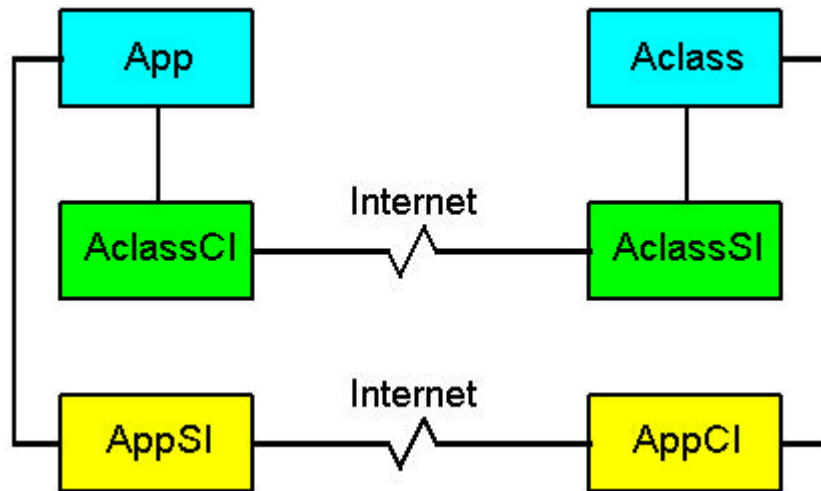 App
Aclass
Internet
AclassCI
AclassSI
Internet
AppSI
AppCI